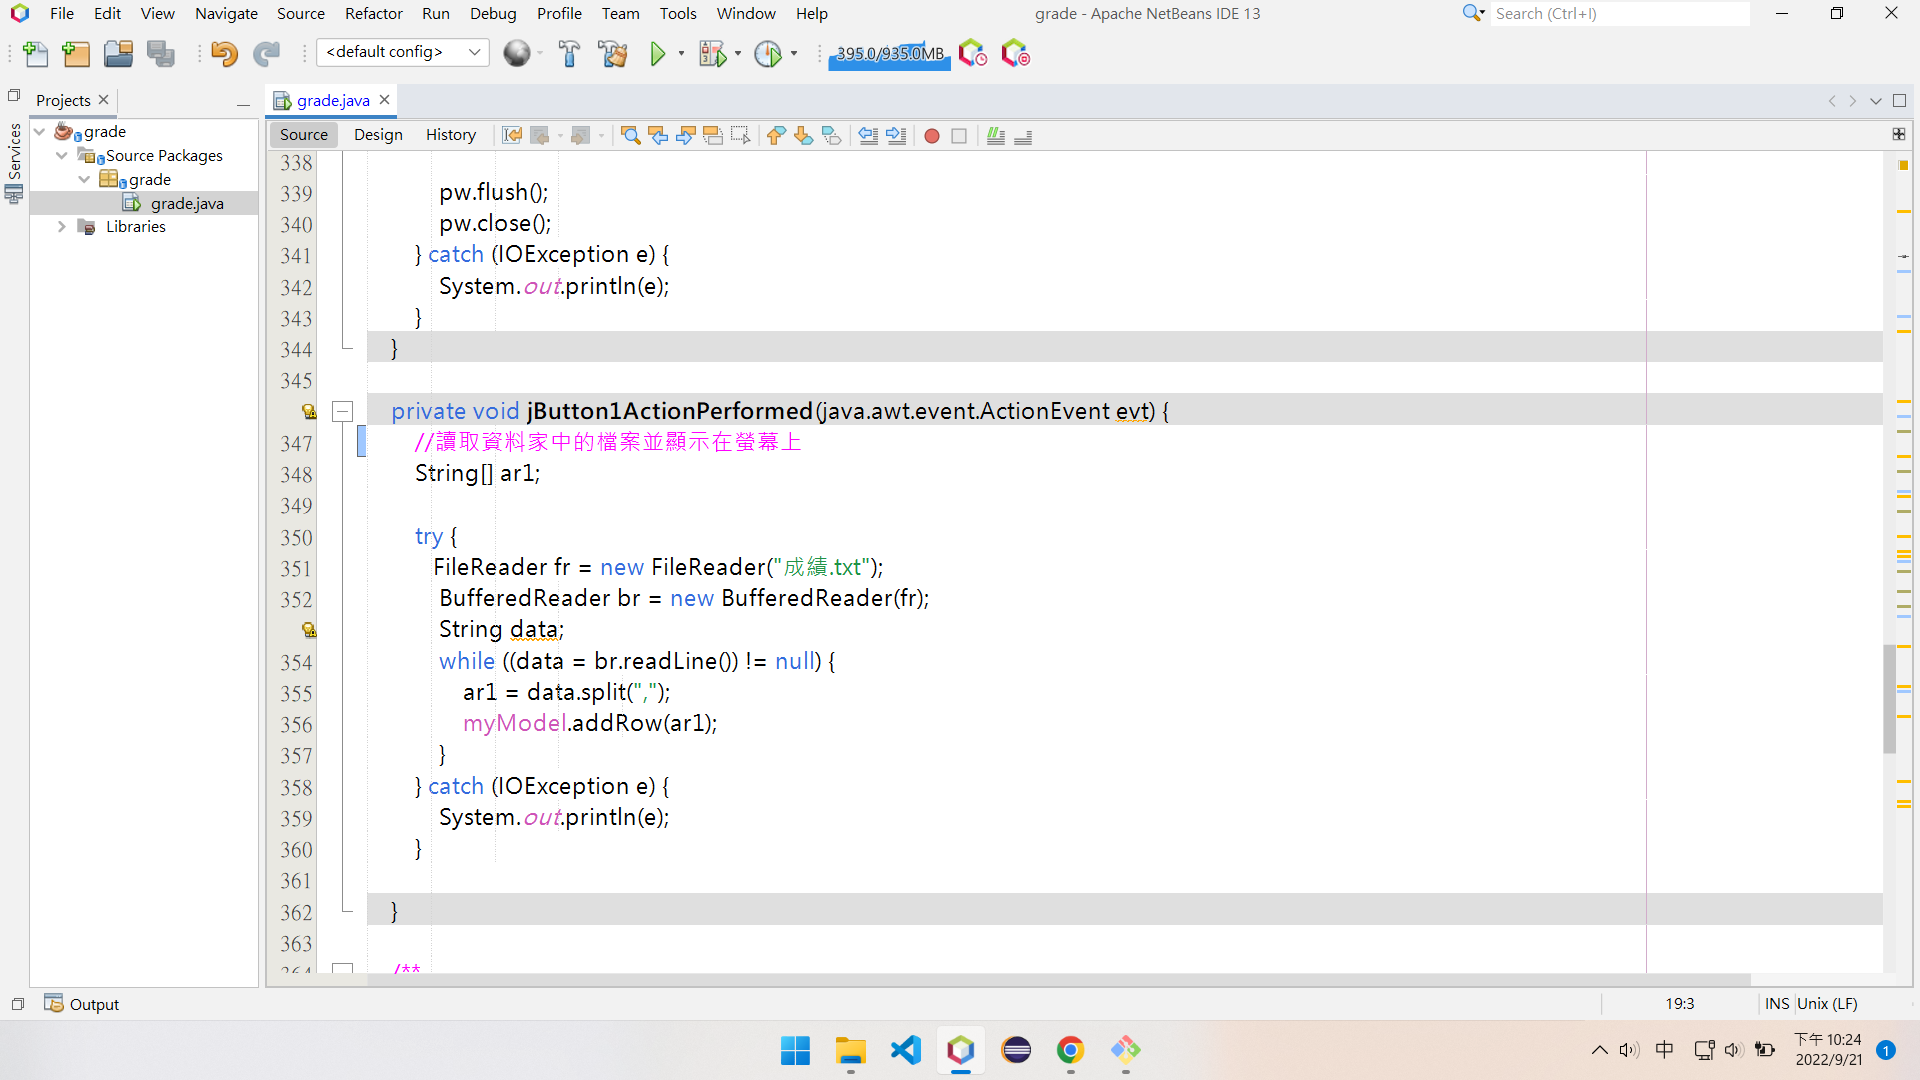 File Edit View Navigate Source Refactor Run Debug Profile Team Tools Window Help
grade - Apache NetBeans IDE 13
Search (Ctrl+I)
<default config>
395.0/935.0MB
Services
Projects
grade
Source Packages
grade
grade.java
Libraries
grade.java
Source Design History
338
339 pw.flush();
340 pw.close();
341 } catch (IOException e) {
342 System.out.println(e);
343 }
344 }
345
private void jButton1ActionPerformed(java.awt.event.ActionEvent evt) {
347 //讀取資料家中的檔案並顯示在螢幕上
348 String[] ar1;
349
350 try {
351 FileReader fr = new FileReader("成績.txt");
352 BufferedReader br = new BufferedReader(fr);
String data;
354 while ((data = br.readLine()) != null) {
355 ar1 = data.split(",");
356 myModel.addRow(ar1);
357 }
358 } catch (IOException e) {
359 System.out.println(e);
360 }
361
362 }
363
364 /**
Output
19:3 INS Unix (LF)
中
下午 10:24
2022/9/21
1